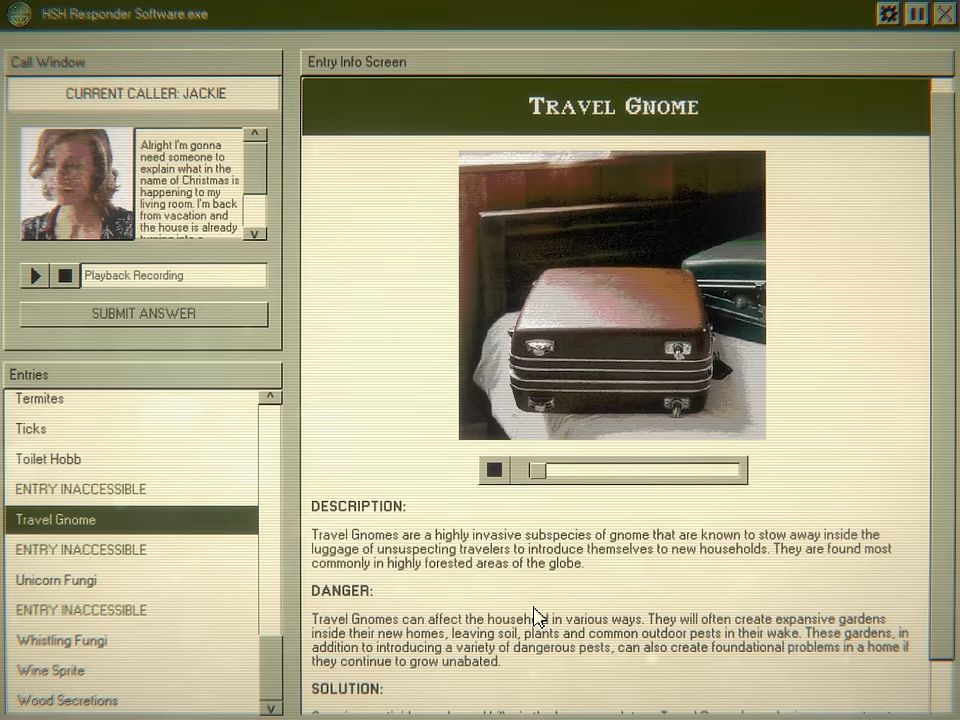 HSH Responder Software.exe
Call Window
CURRENT CALLER: JACKIE
Alright I'm gonna
need someone to
explain what in the
name of Christmas is
happening to my
living room. I'm back
from vacation and
the house is already
Playback Recording
SUBMIT ANSWER
Entries
Termites
Ticks
Toilet Hobb
ENTRY INACCESSIBLE
Travel Gnome
ENTRY INACCESSIBLE
Unicorn Fungi
ENTRY INACCESSIBLE
Whistling Fungi
Wine Sprite
Wood Secretions
Entry Info Screen
TRAVEL GNOME
DESCRIPTION:
Travel Gnomes are a highly invasive subspecies of gnome that are known to stow away inside the
luggage of unsuspecting travelers to introduce themselves to new households. They are found most
commonly in highly forested areas of the globe.
DANGER:
Travel Gnomes can affect the household in various ways. They will often create expansive gardens
inside their new homes, leaving soil, plants and common outdoor pests in their wake. These gardens, in
addition to introducing a variety of dangerous pests, can also create foundational problems in a home if
they continue to grow unabated.
SOLUTION: